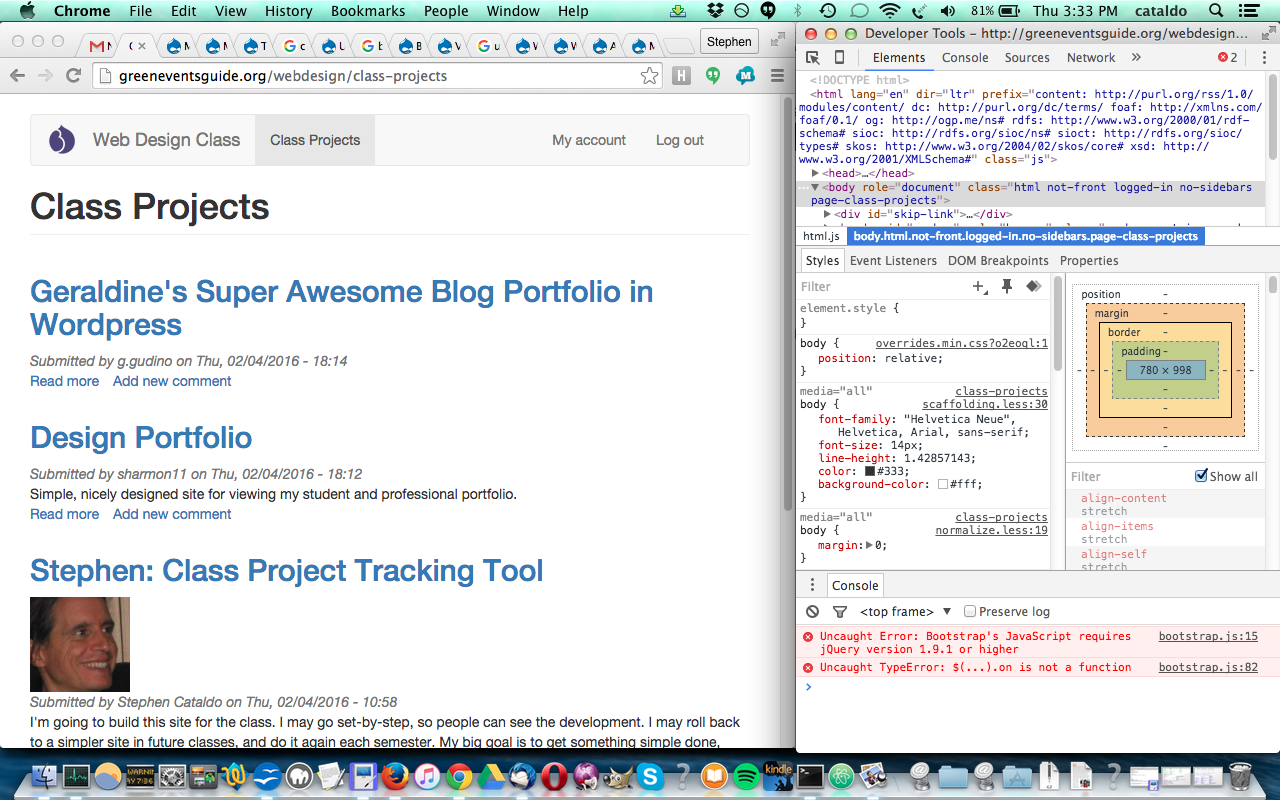 Chrome File Edit View History Bookmarks People Window Help 81% Thu 3:33 PM cataldo
Stephen
greeneventsguide.org/webdesign/class-projects
Web Design Class Class Projects My account Log out
Class Projects
Geraldine's Super Awesome Blog Portfolio in
Wordpress
Submitted by g.gudino on Thu, 02/04/2016 - 18:14
Read more Add new comment
Design Portfolio
Submitted by sharmon11 on Thu, 02/04/2016 - 18:12
Simple, nicely designed site for viewing my student and professional portfolio.
Read more Add new comment
Stephen: Class Project Tracking Tool
Submitted by Stephen Cataldo on Thu, 02/04/2016 - 10:58
I'm going to build this site for the class. I may go set-by-step, so people can see the development. I may roll back
to a simpler site in future classes, and do it again each semester. My big goal is to get something simple done,
Developer Tools - http://greeneventsguide.org/webdesign...
Elements Console Sources Network » 2
<!DOCTYPE html>
<html lang="en" dir="ltr" prefix="content: http://purl.org/rss/1.0/
modules/content/ dc: http://purl.org/dc/terms/ foaf: http://xmlns.com/
foaf/0.1/ og: http://ogp.me/ns# rdfs: http://www.w3.org/2000/01/rdf-
schema# sioc: http://rdfs.org/sioc/ns# sioct: http://rdfs.org/sioc/
types# skos: http://www.w3.org/2004/02/skos/core# xsd: http://
www.w3.org/2001/XMLSchema#" class="js">
<head>…</head>
<body role="document" class="html not-front logged-in no-sidebars
page-class-projects">
<div id="skip-link">…</div>
html.js body.html.not-front.logged-in.no-sidebars.page-class-projects
Styles Event Listeners DOM Breakpoints Properties
Filter
element.style {
}
body { overrides.min.css?o2eoql:1
position: relative;
}
media="all" class-projects
body { scaffolding.less:30
font-family: "Helvetica Neue",
Helvetica, Arial, sans-serif;
font-size: 14px;
line-height: 1.42857143;
color: #333;
background-color: #fff;
}
media="all" class-projects
body { normalize.less:19
margin: 0;
}
position -
margin -
border -
padding -
- - - - 780 × 998 - - - -
-
-
-
-
Filter Show all
align-content
stretch
align-items
stretch
align-self
stretch
Console
<top frame> Preserve log
Uncaught Error: Bootstrap's JavaScript requires bootstrap.js:15
jQuery version 1.9.1 or higher
Uncaught TypeError: $(...).on is not a function bootstrap.js:82
>